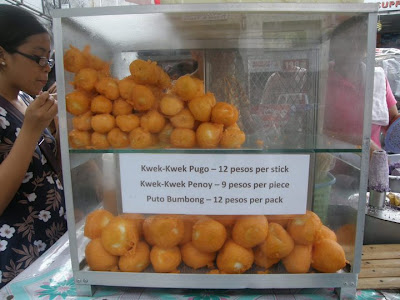 SUPP
Kwek-Kwek Pugo – 12 pesos per stick
Kwek-Kwek Penoy – 9 pesos per piece
Puto Bumbong – 12 pesos per pack